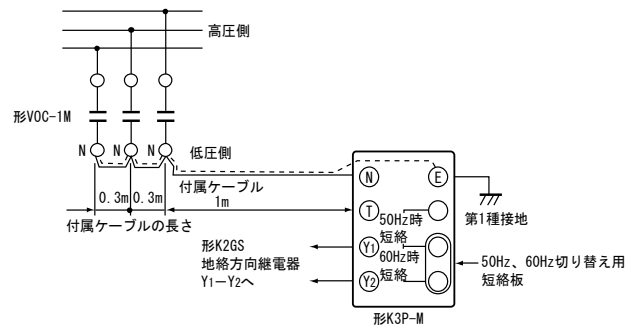 高圧側
形VOC-1M
N
N
N
低圧側
付属ケーブル
0.3m
0.3m
1m
付属ケーブルの長さ
N
E
第1種接地
T
50Hz時
短絡
形K2GS
地絡方向継電器
Y1-Y2へ
Y1
60Hz時
短絡
Y2
50Hz、60Hz切り替え用
短絡板
形K3P-M